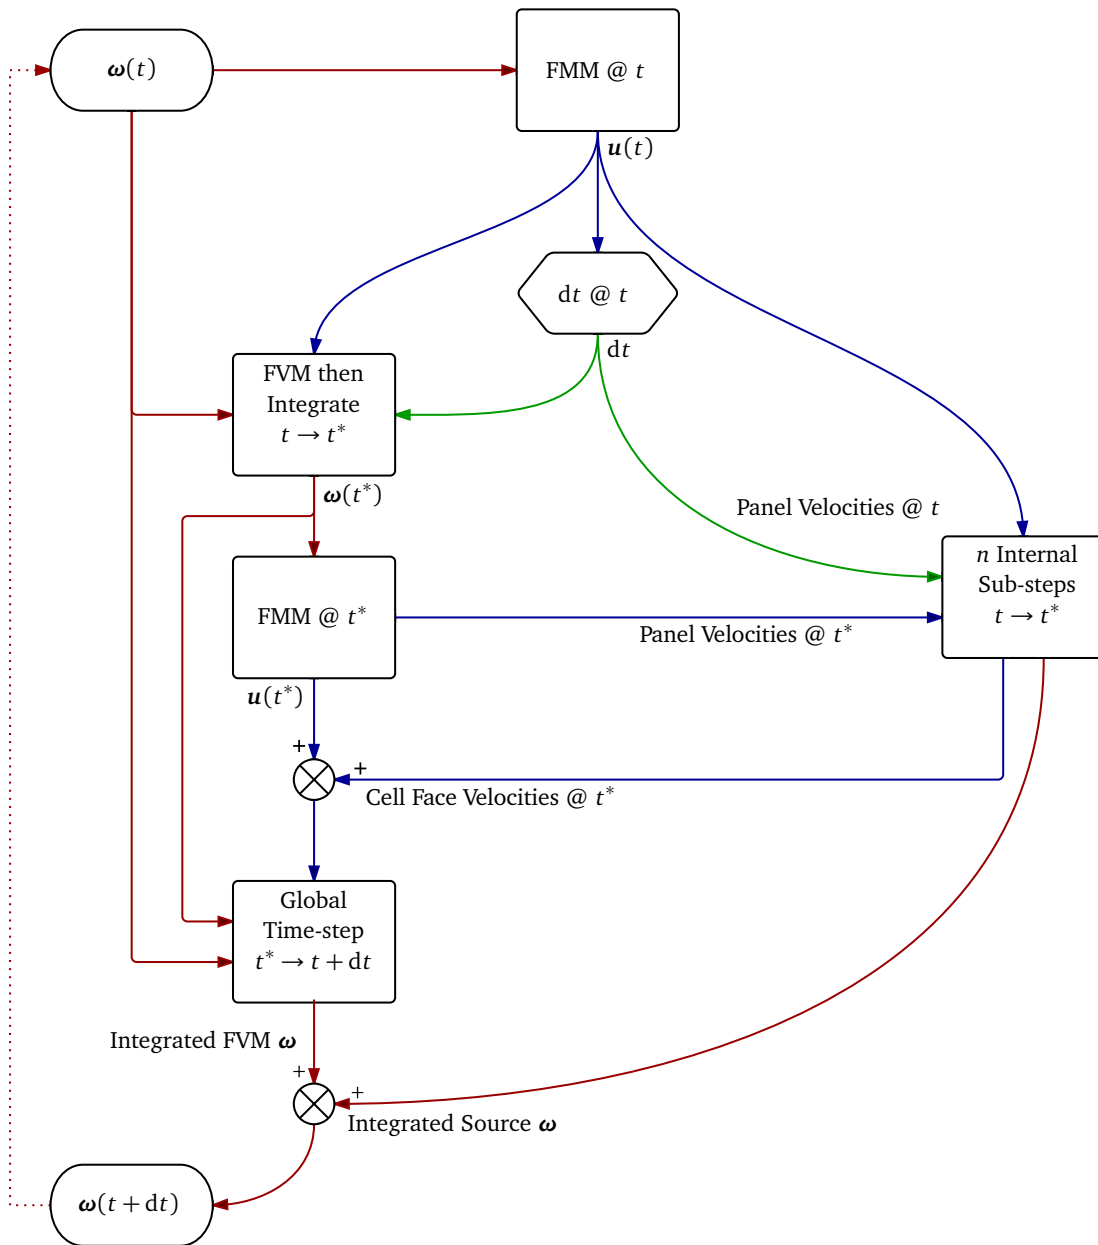 𝝎(t)
FMM @ t
u(t)
dt @ t
dt
FVM then
Integrate
t → t*
𝝎(t*)
Panel Velocities @ t
n Internal
Sub-steps
t → t*
FMM @ t*
Panel Velocities @ t*
u(t*)
+
+
Cell Face Velocities @ t*
Global
Time-step
t* → t + dt
Integrated FVM 𝝎
+
+
Integrated Source 𝝎
𝝎(t + dt)